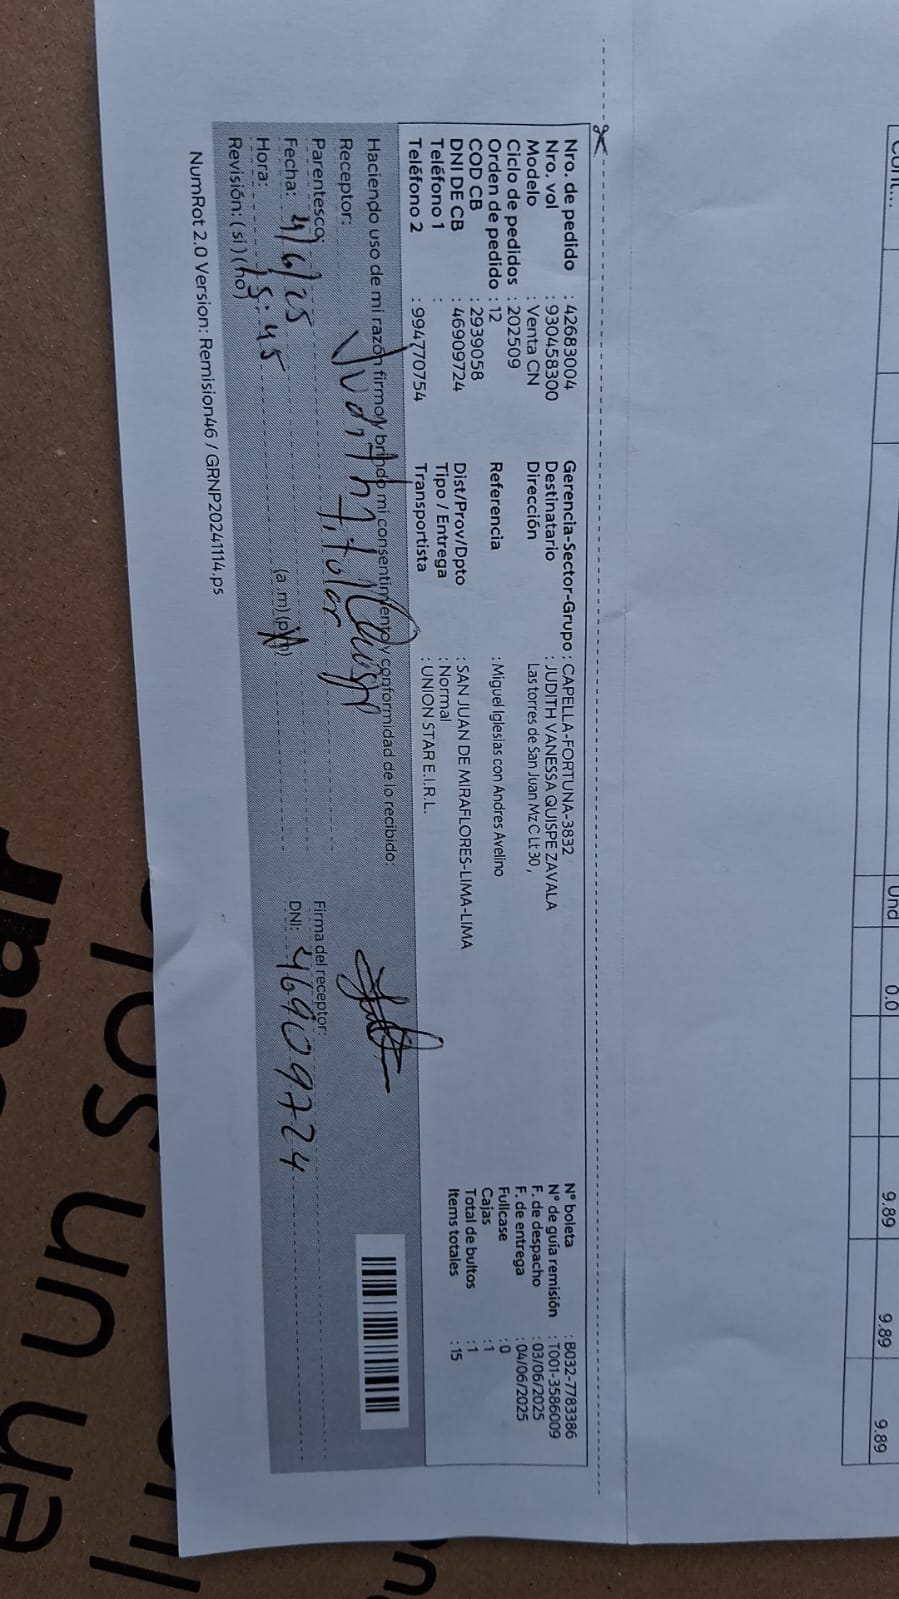 Nro. de pedido : 42683004
Nro. vol : 930458300
Modelo : Venta CN
Ciclo de pedidos : 202509
Orden de pedido : 12
COD CB : 2939058
DNI DE CB : 46909724
Teléfono 1 :
Teléfono 2 : 994770754
Gerencia-Sector-Grupo : CAPELLA-FORTUNA-3832
Destinatario : JUDITH VANESSA QUISPE ZAVALA
Dirección Las torres de San Juan Mz C Lt 30,
Referencia : Miguel Iglesias con Andres Avelino
Dist/Prov/Dpto : SAN JUAN DE MIRAFLORES-LIMA-LIMA
Tipo / Entrega : Normal
Transportista : UNION STAR E.I.R.L.
N° boleta : B032-7783386
N° de guía remisión : T001-3586009
F. de despacho : 03/06/2025
F. de entrega : 04/06/2025
Fullcase : 0
Cajas : 1
Total de bultos : 1
Items totales : 15
Haciendo uso de mi razón firmo y brindo mi consentimiento y conformidad de lo recibido:
Receptor: Judith Quisp
Parentesco: titular
Fecha: 4/6/25
Hora: 15:45 (a .m) (p.m)
Revisión: (si) (no)
Firma del receptor:
DNI: 46909724
NumRot 2.0 Version: Remision46 / GRNP20241114.ps
Cont...
Und
0.0
9.89
9.89
9.89
en un solo